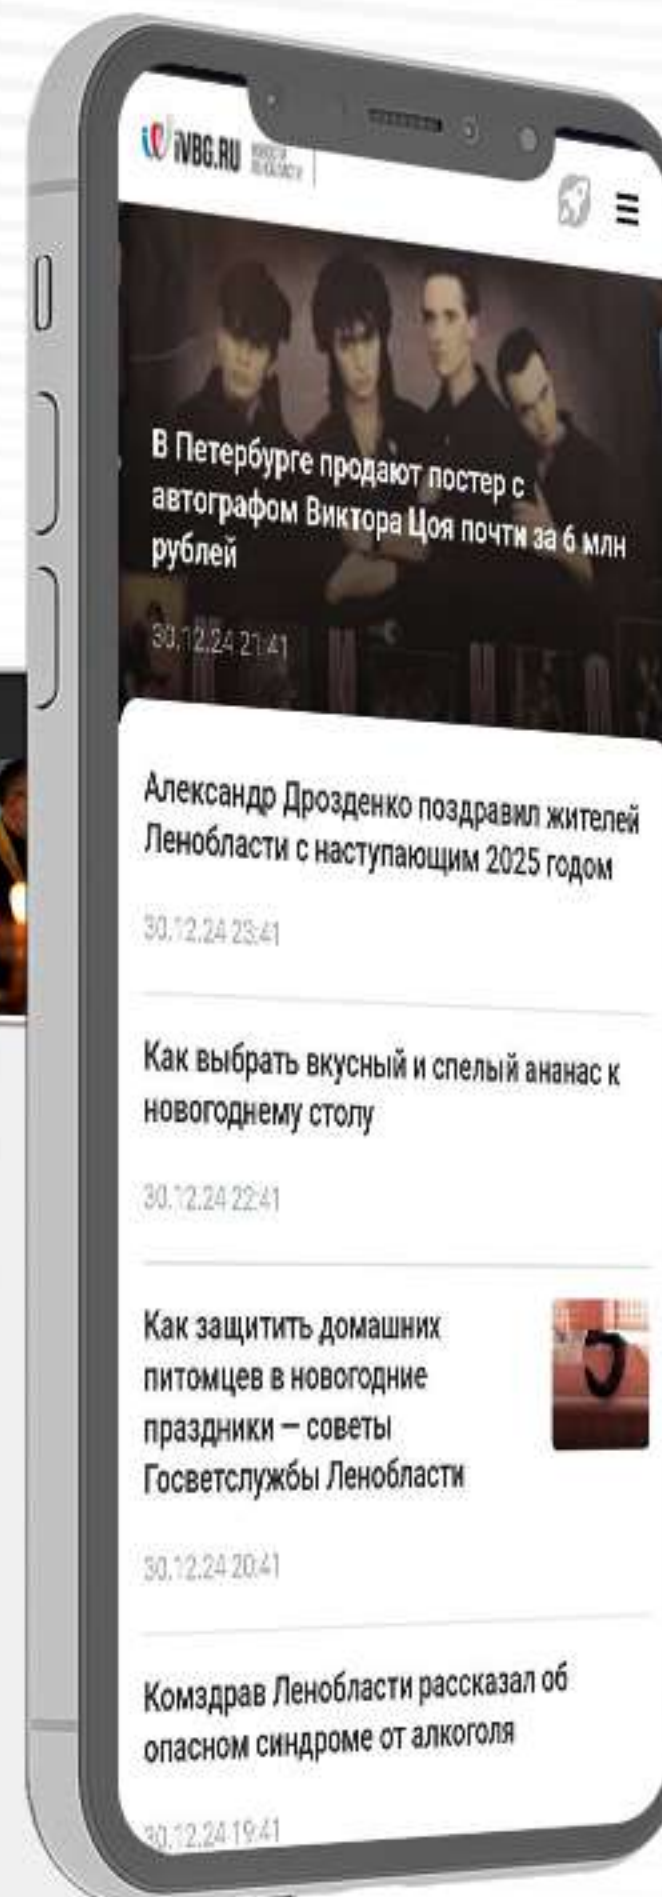 iVBG.RU
В Петербурге продают постер с
автографом Виктора Цоя почти за 6 млн
рублей
30.12.24 21:41
Александр Дрозденко поздравил жителей
Ленобласти с наступающим 2025 годом
30.12.24 23:41
Как выбрать вкусный и спелый ананас к
новогоднему столу
30.12.24 22:41
Как защитить домашних
питомцев в новогодние
праздники — советы
Госветслужбы Ленобласти
30.12.24 20:41
Комздрав Ленобласти рассказал об
опасном синдроме от алкоголя
30.12.24 19:41